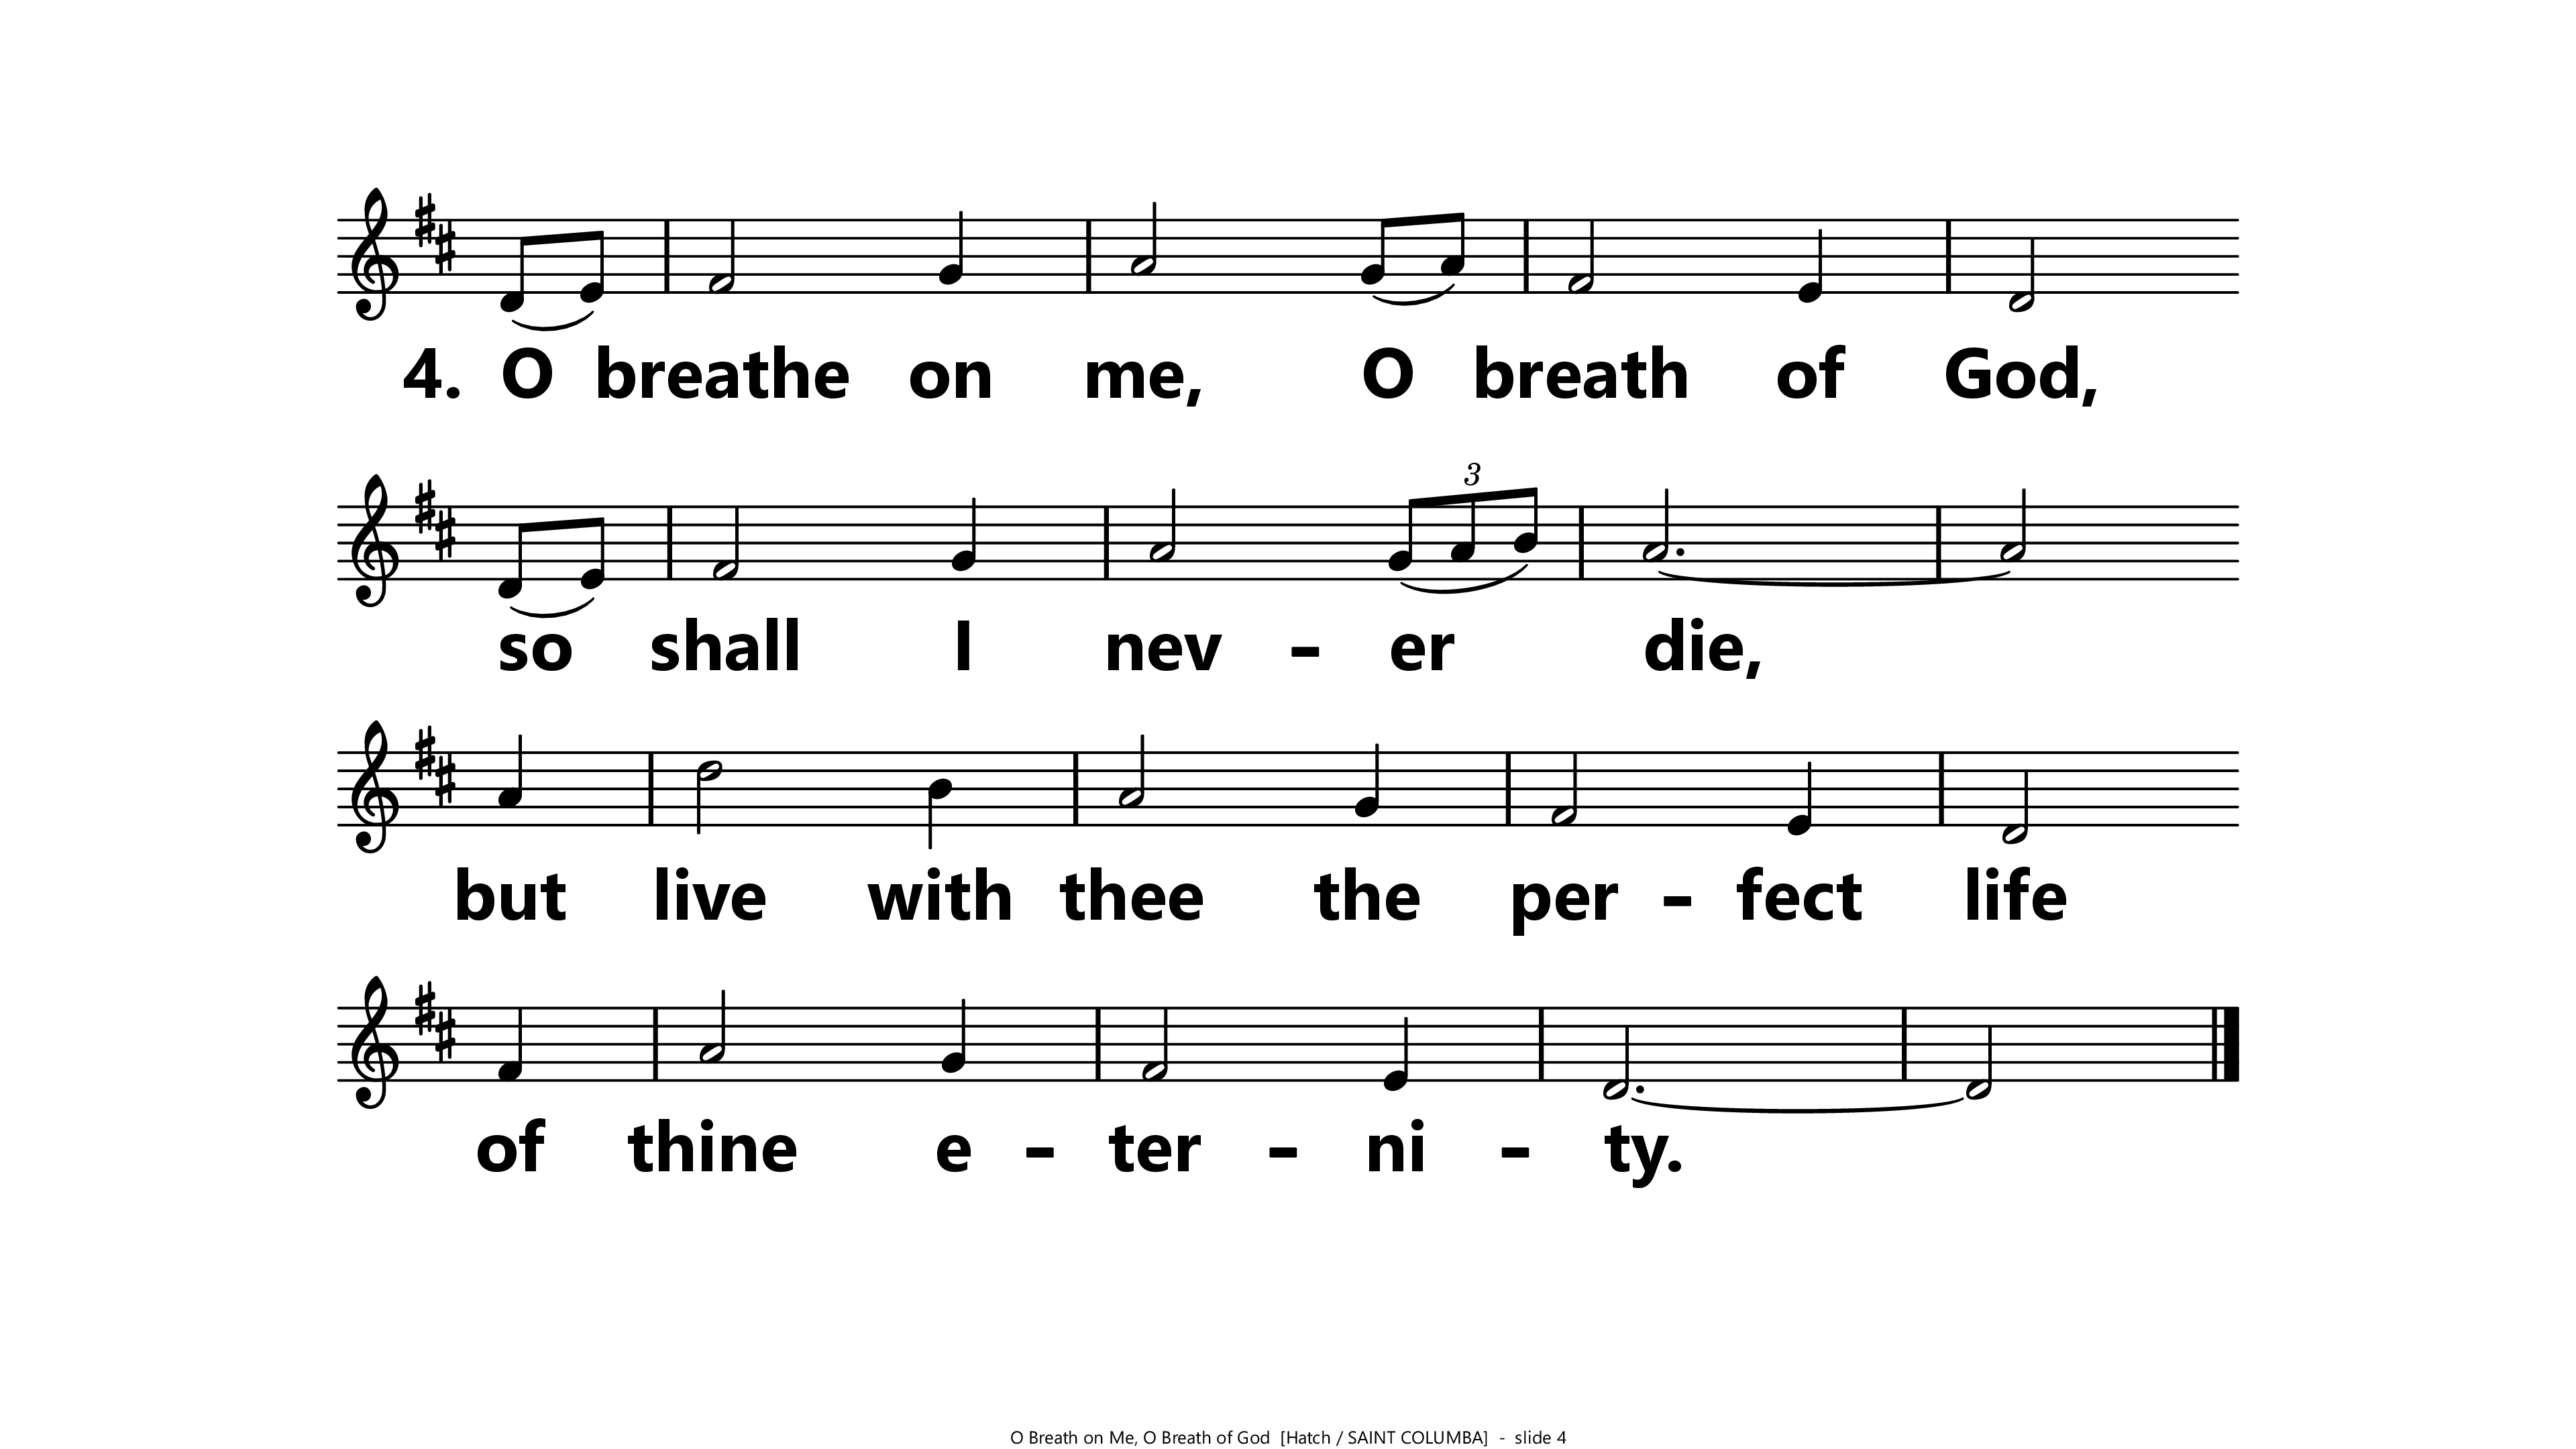 4. O breathe on me, O breath of God,
3
so shall I nev - er die,
but live with thee the per - fect life
of thine e - ter - ni - ty.
O Breath on Me, O Breath of God [Hatch / SAINT COLUMBA] - slide 4